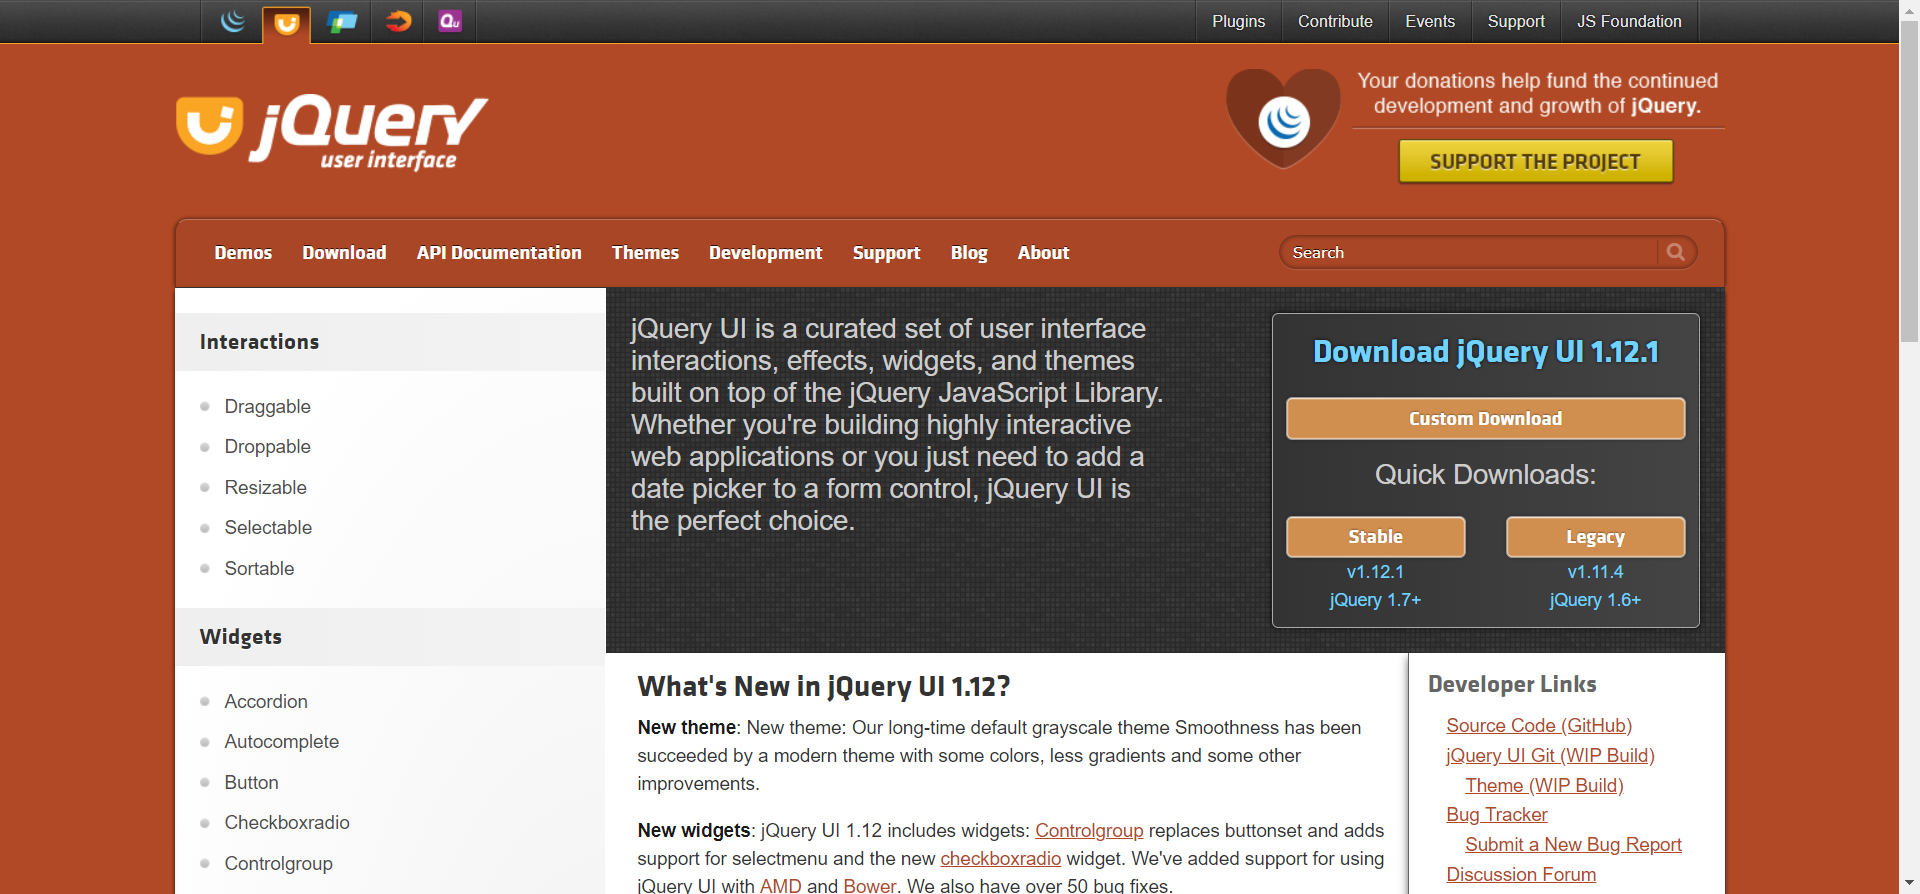 Qu
Plugins Contribute Events Support JS Foundation
jQuery
user interface
Your donations help fund the continued
development and growth of jQuery.
SUPPORT THE PROJECT
Demos Download API Documentation Themes Development Support Blog About Search
Interactions
Draggable
Droppable
Resizable
Selectable
Sortable
Widgets
Accordion
Autocomplete
Button
Checkboxradio
Controlgroup
jQuery UI is a curated set of user interface
interactions, effects, widgets, and themes
built on top of the jQuery JavaScript Library.
Whether you're building highly interactive
web applications or you just need to add a
date picker to a form control, jQuery UI is
the perfect choice.
Download jQuery UI 1.12.1
Custom Download
Quick Downloads:
Stable Legacy
v1.12.1 v1.11.4
jQuery 1.7+ jQuery 1.6+
What's New in jQuery UI 1.12?
New theme: New theme: Our long-time default grayscale theme Smoothness has been
succeeded by a modern theme with some colors, less gradients and some other
improvements.
New widgets: jQuery UI 1.12 includes widgets: Controlgroup replaces buttonset and adds
support for selectmenu and the new checkboxradio widget. We've added support for using
jQuery UI with AMD and Bower. We also have over 50 bug fixes.
Developer Links
Source Code (GitHub)
jQuery UI Git (WIP Build)
Theme (WIP Build)
Bug Tracker
Submit a New Bug Report
Discussion Forum